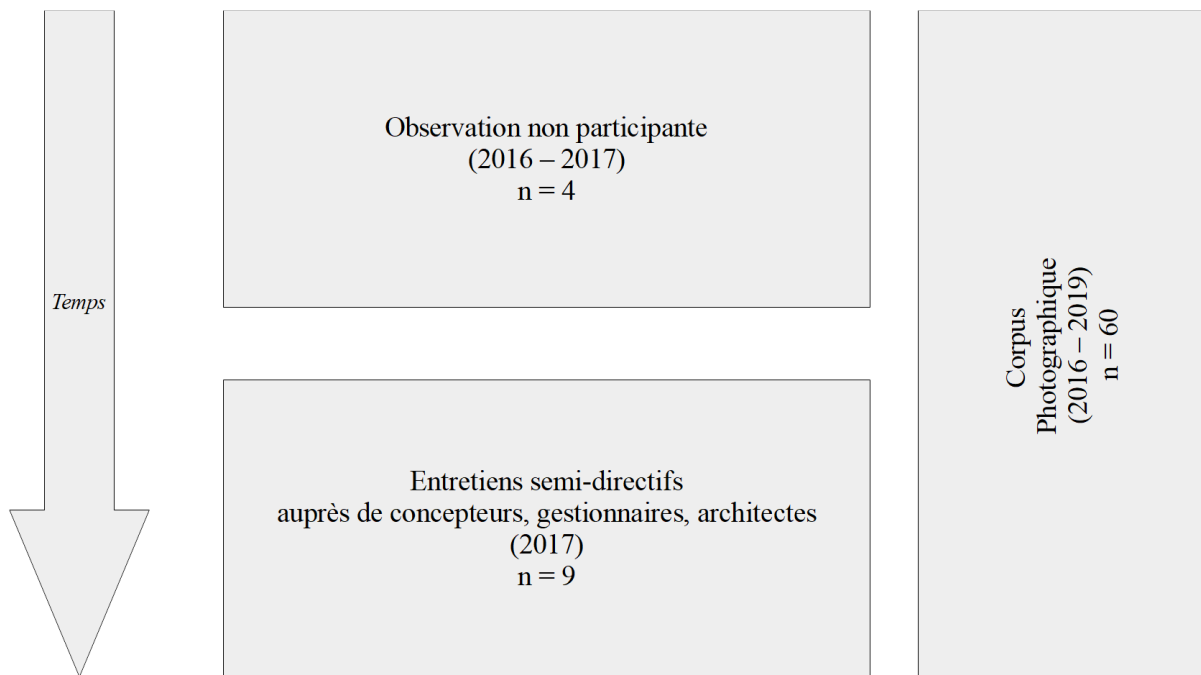 Temps
Observation non participante
(2016 – 2017)
n = 4
Entretiens semi-directifs
auprès de concepteurs, gestionnaires, architectes
(2017)
n = 9
Corpus
Photographique
(2016 – 2019)
n = 60